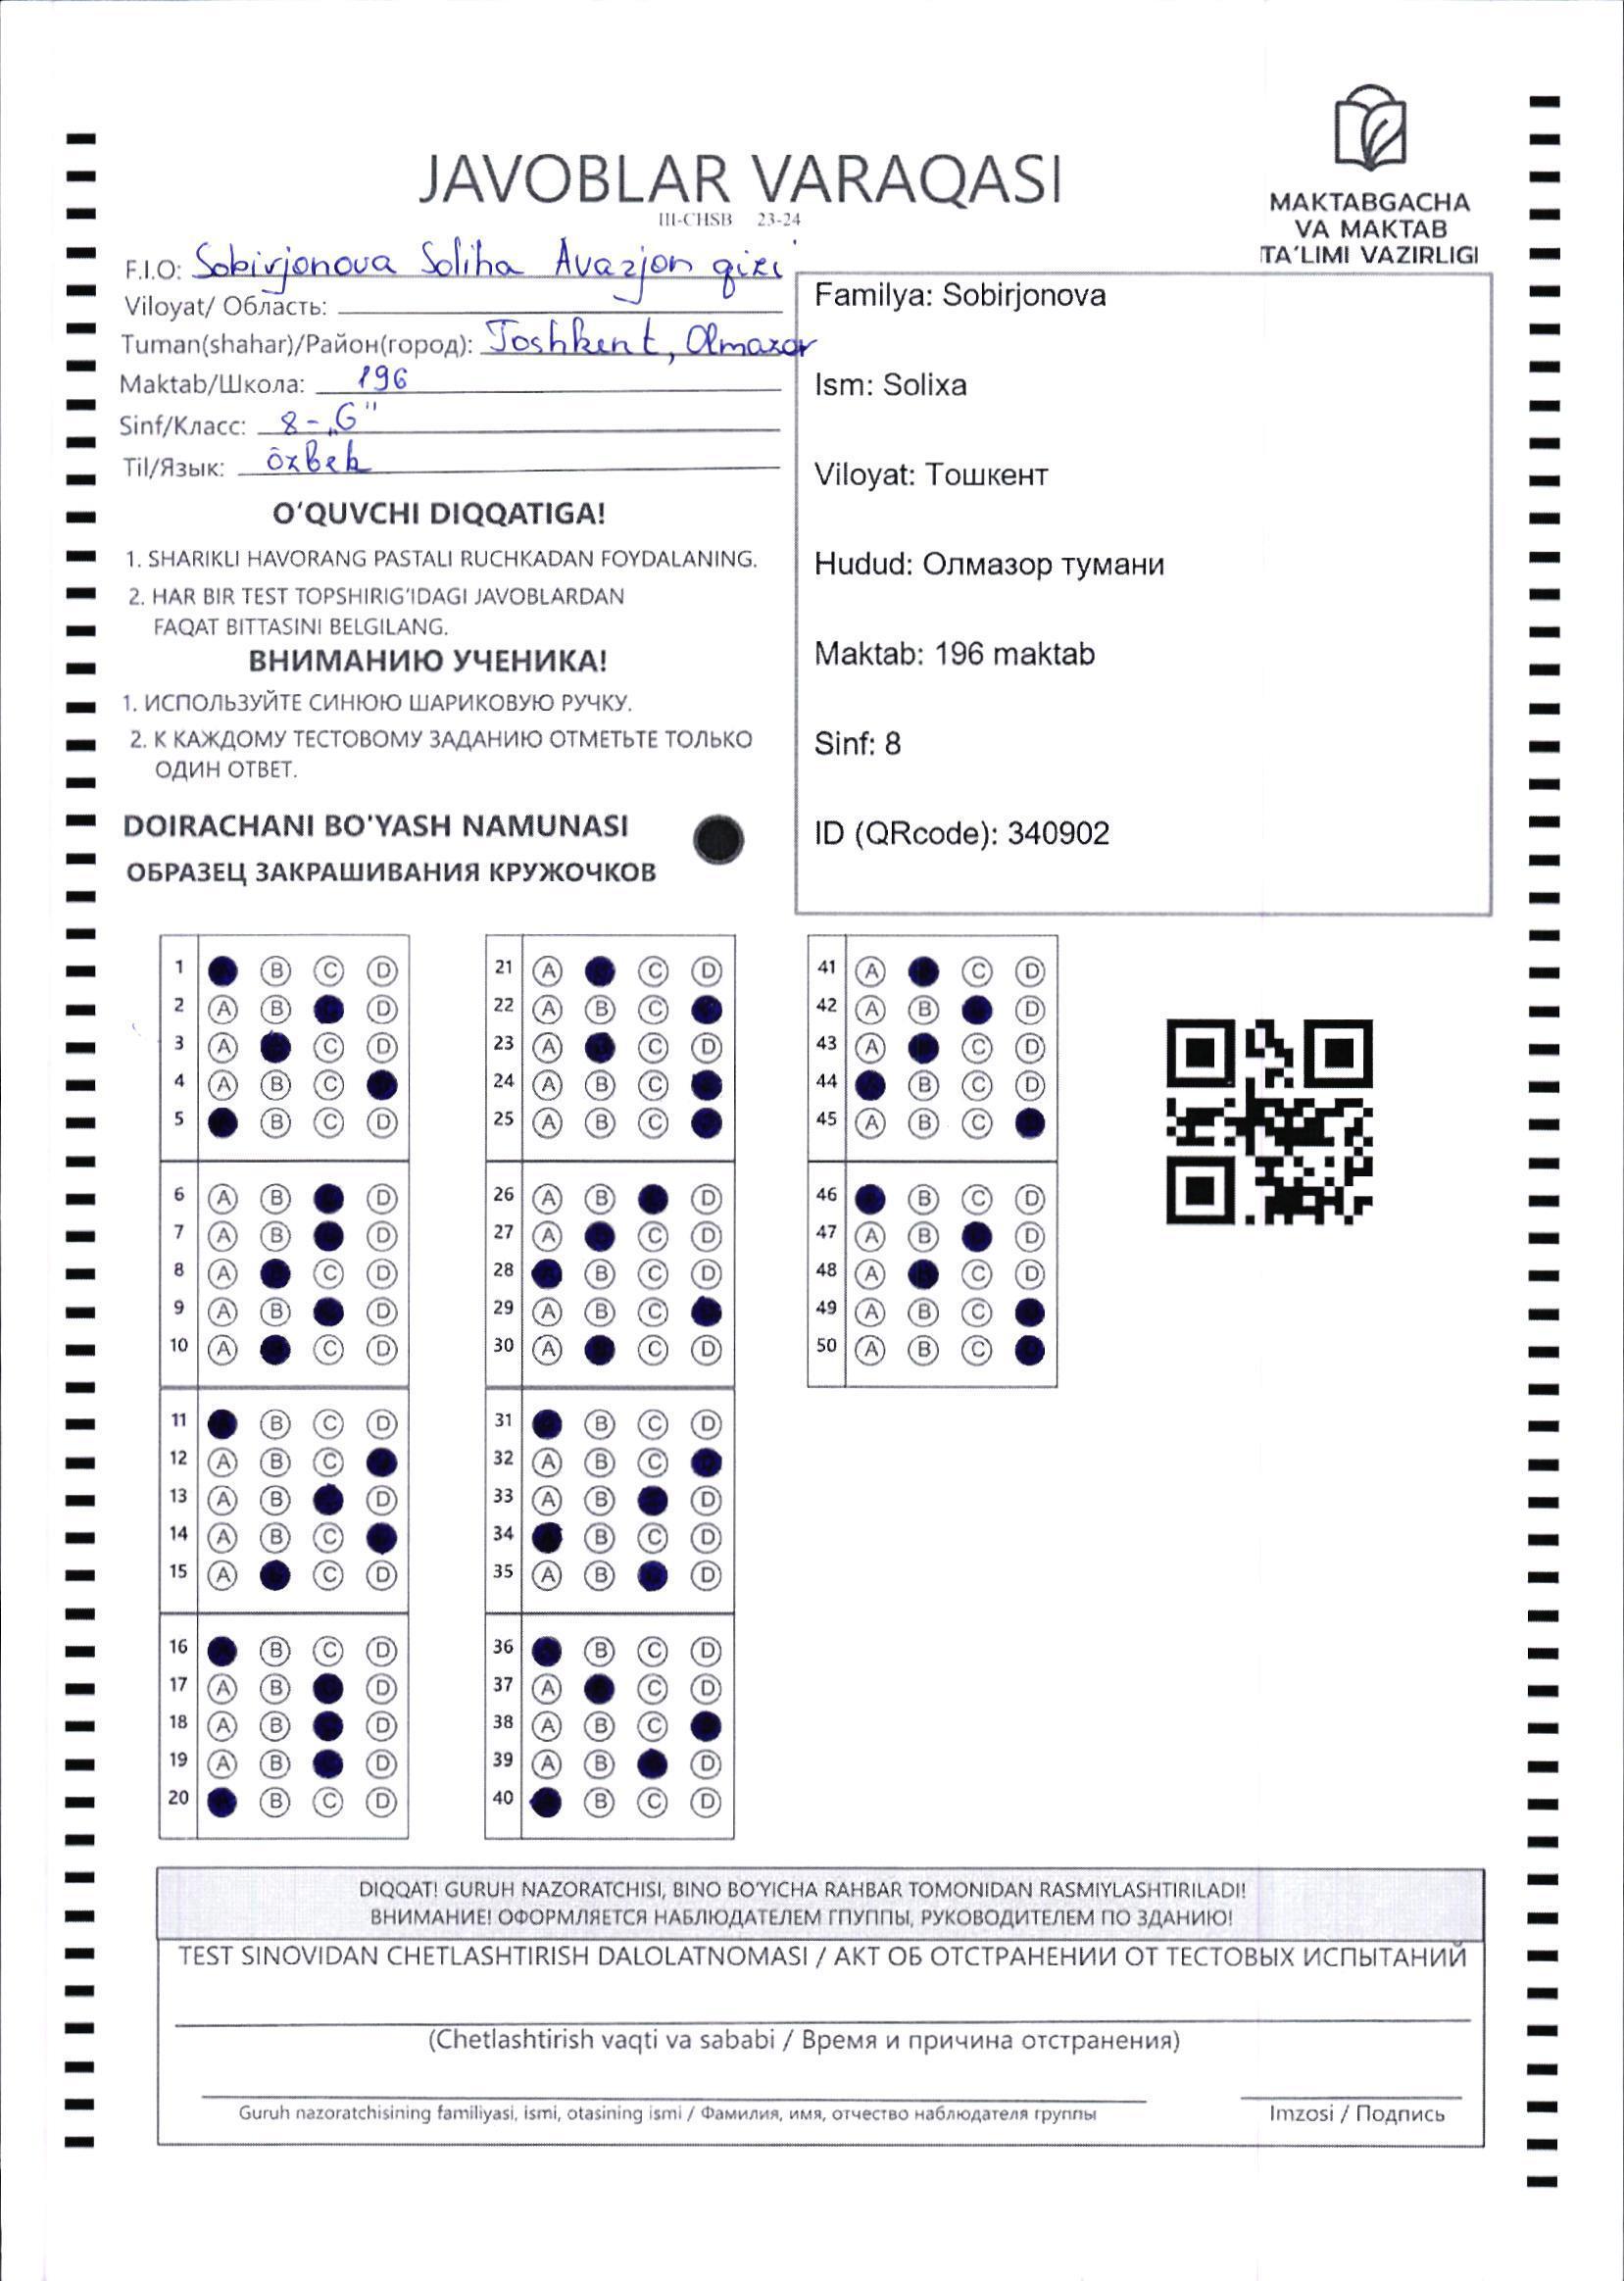 MAKTABGACHA
VA MAKTAB
TA'LIMI VAZIRLIGI
JAVOBLAR VARAQASI
III-CHSB 23-24
F.I.O: Sobirjonova Soliha Avazjon qizi
Viloyat/ Область:
Tuman(shahar)/Район(город): Toshkent, Olmazor
Maktab/Школа: 196
Sinf/Класс: 8-„G"
Til/Язык: õzbek
O'QUVCHI DIQQATIGA!
1. SHARIKLI HAVORANG PASTALI RUCHKADAN FOYDALANING.
2. HAR BIR TEST TOPSHIRIG'IDAGI JAVOBLARDAN
FAQAT BITTASINI BELGILANG.
ВНИМАНИЮ УЧЕНИКА!
1. ИСПОЛЬЗУЙТЕ СИНЮЮ ШАРИКОВУЮ РУЧКУ.
2. К КАЖДОМУ ТЕСТОВОМУ ЗАДАНИЮ ОТМЕТЬТЕ ТОЛЬКО
ОДИН ОТВЕТ.
DOIRACHANI BO'YASH NAMUNASI
ОБРАЗЕЦ ЗАКРАШИВАНИЯ КРУЖОЧКОВ
Familya: Sobirjonova
Ism: Solixa
Viloyat: Тошкент
Hudud: Олмазор тумани
Maktab: 196 maktab
Sinf: 8
ID (QRcode): 340902
1 B C D
2 A B D
3 A C D
4 A B C
5 B C D
6 A B D
7 A B D
8 A C D
9 A B D
10 A C D
11 B C D
12 A B C
13 A B D
14 A B C
15 A C D
16 B C D
17 A B D
18 A B D
19 A B D
20 B C D
21 A C D
22 A B C
23 A C D
24 A B C
25 A B C
26 A B D
27 A C D
28 B C D
29 A B C
30 A C D
31 B C D
32 A B C
33 A B D
34 B C D
35 A B D
36 B C D
37 A C D
38 A B C
39 A B D
40 B C D
41 A C D
42 A B D
43 A C D
44 B C D
45 A B C
46 B C D
47 A B D
48 A C D
49 A B C
50 A B C
DIQQAT! GURUH NAZORATCHISI, BINO BO'YICHA RAHBAR TOMONIDAN RASMIYLASHTIRILADI!
ВНИМАНИЕ! ОФОРМЛЯЕТСЯ НАБЛЮДАТЕЛЕМ ГПУППЫ, РУКОВОДИТЕЛЕМ ПО ЗДАНИЮ!
TEST SINOVIDAN CHETLASHTIRISH DALOLATNOMASI / АКТ ОБ ОТСТРАНЕНИИ ОТ ТЕСТОВЫХ ИСПЫТАНИЙ
(Chetlashtirish vaqti va sababi / Время и причина отстранения)
Guruh nazoratchisining familiyasi, ismi, otasining ismi / Фамилия, имя, отчество наблюдателя группы
Imzosi / Подпись